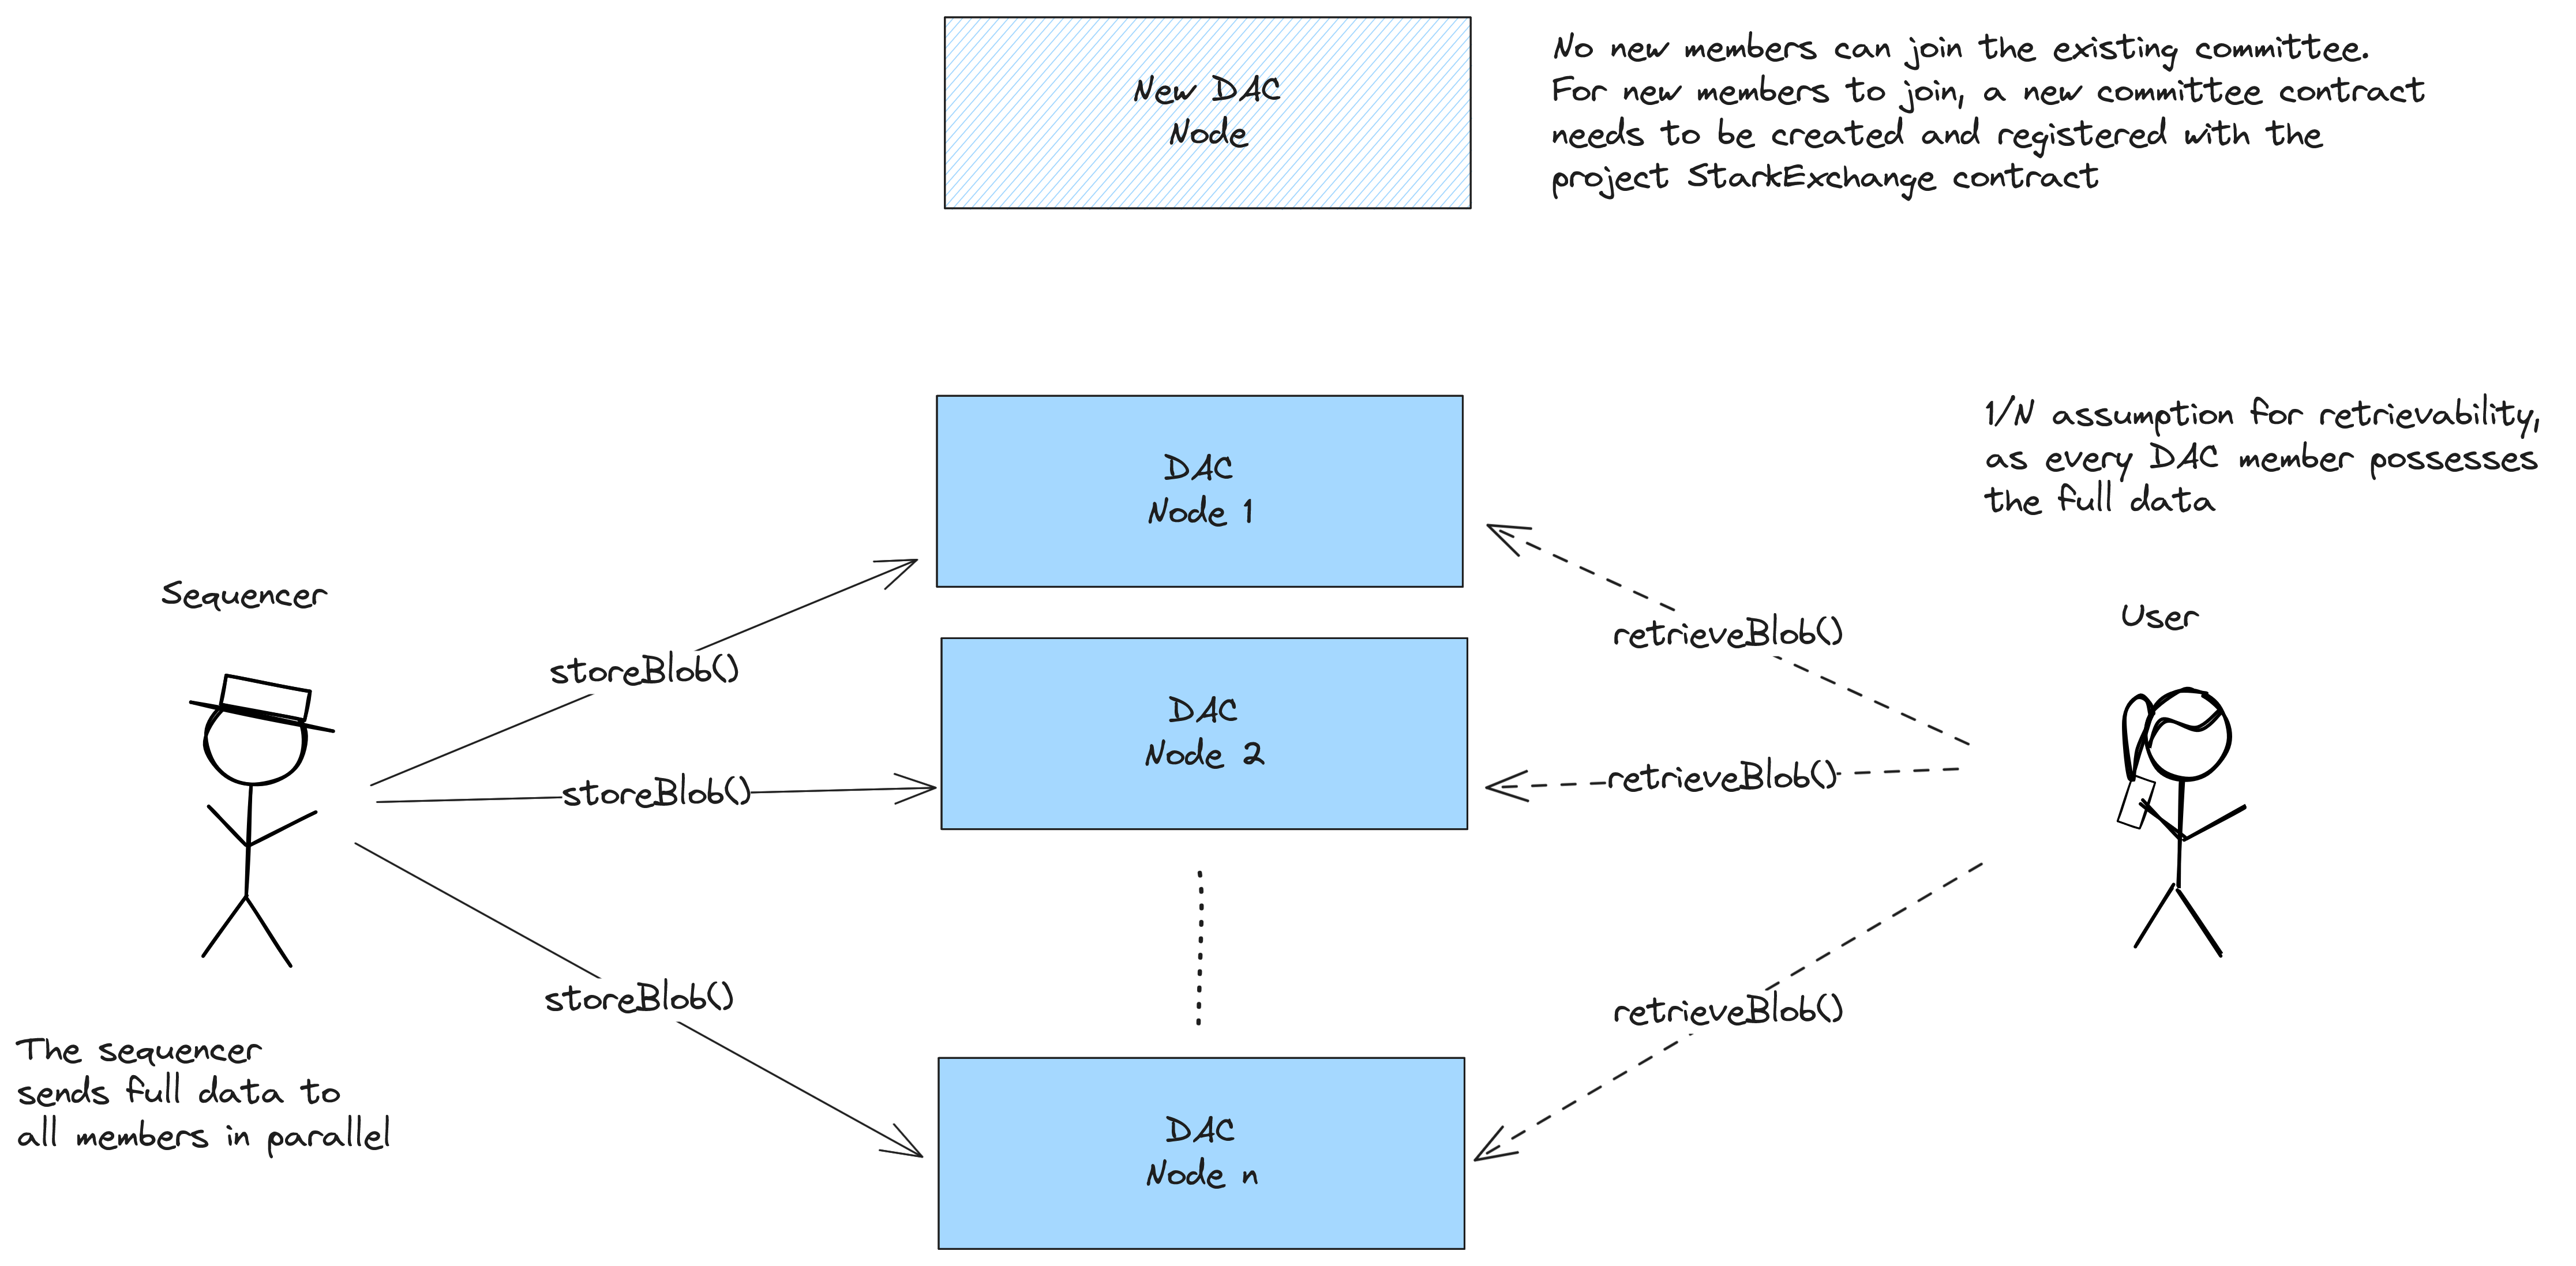 New DAC
Node
No new members can join the existing committee.
For new members to join, a new committee contract
needs to be created and registered with the
project StarkExchange contract
1/N assumption for retrievability,
as every DAC member possesses
the full data
DAC
Node 1
Sequencer
User
storeBlob()
retrieveBlob()
DAC
Node 2
storeBlob()
retrieveBlob()
storeBlob()
retrieveBlob()
The sequencer
sends full data to
all members in parallel
DAC
Node n